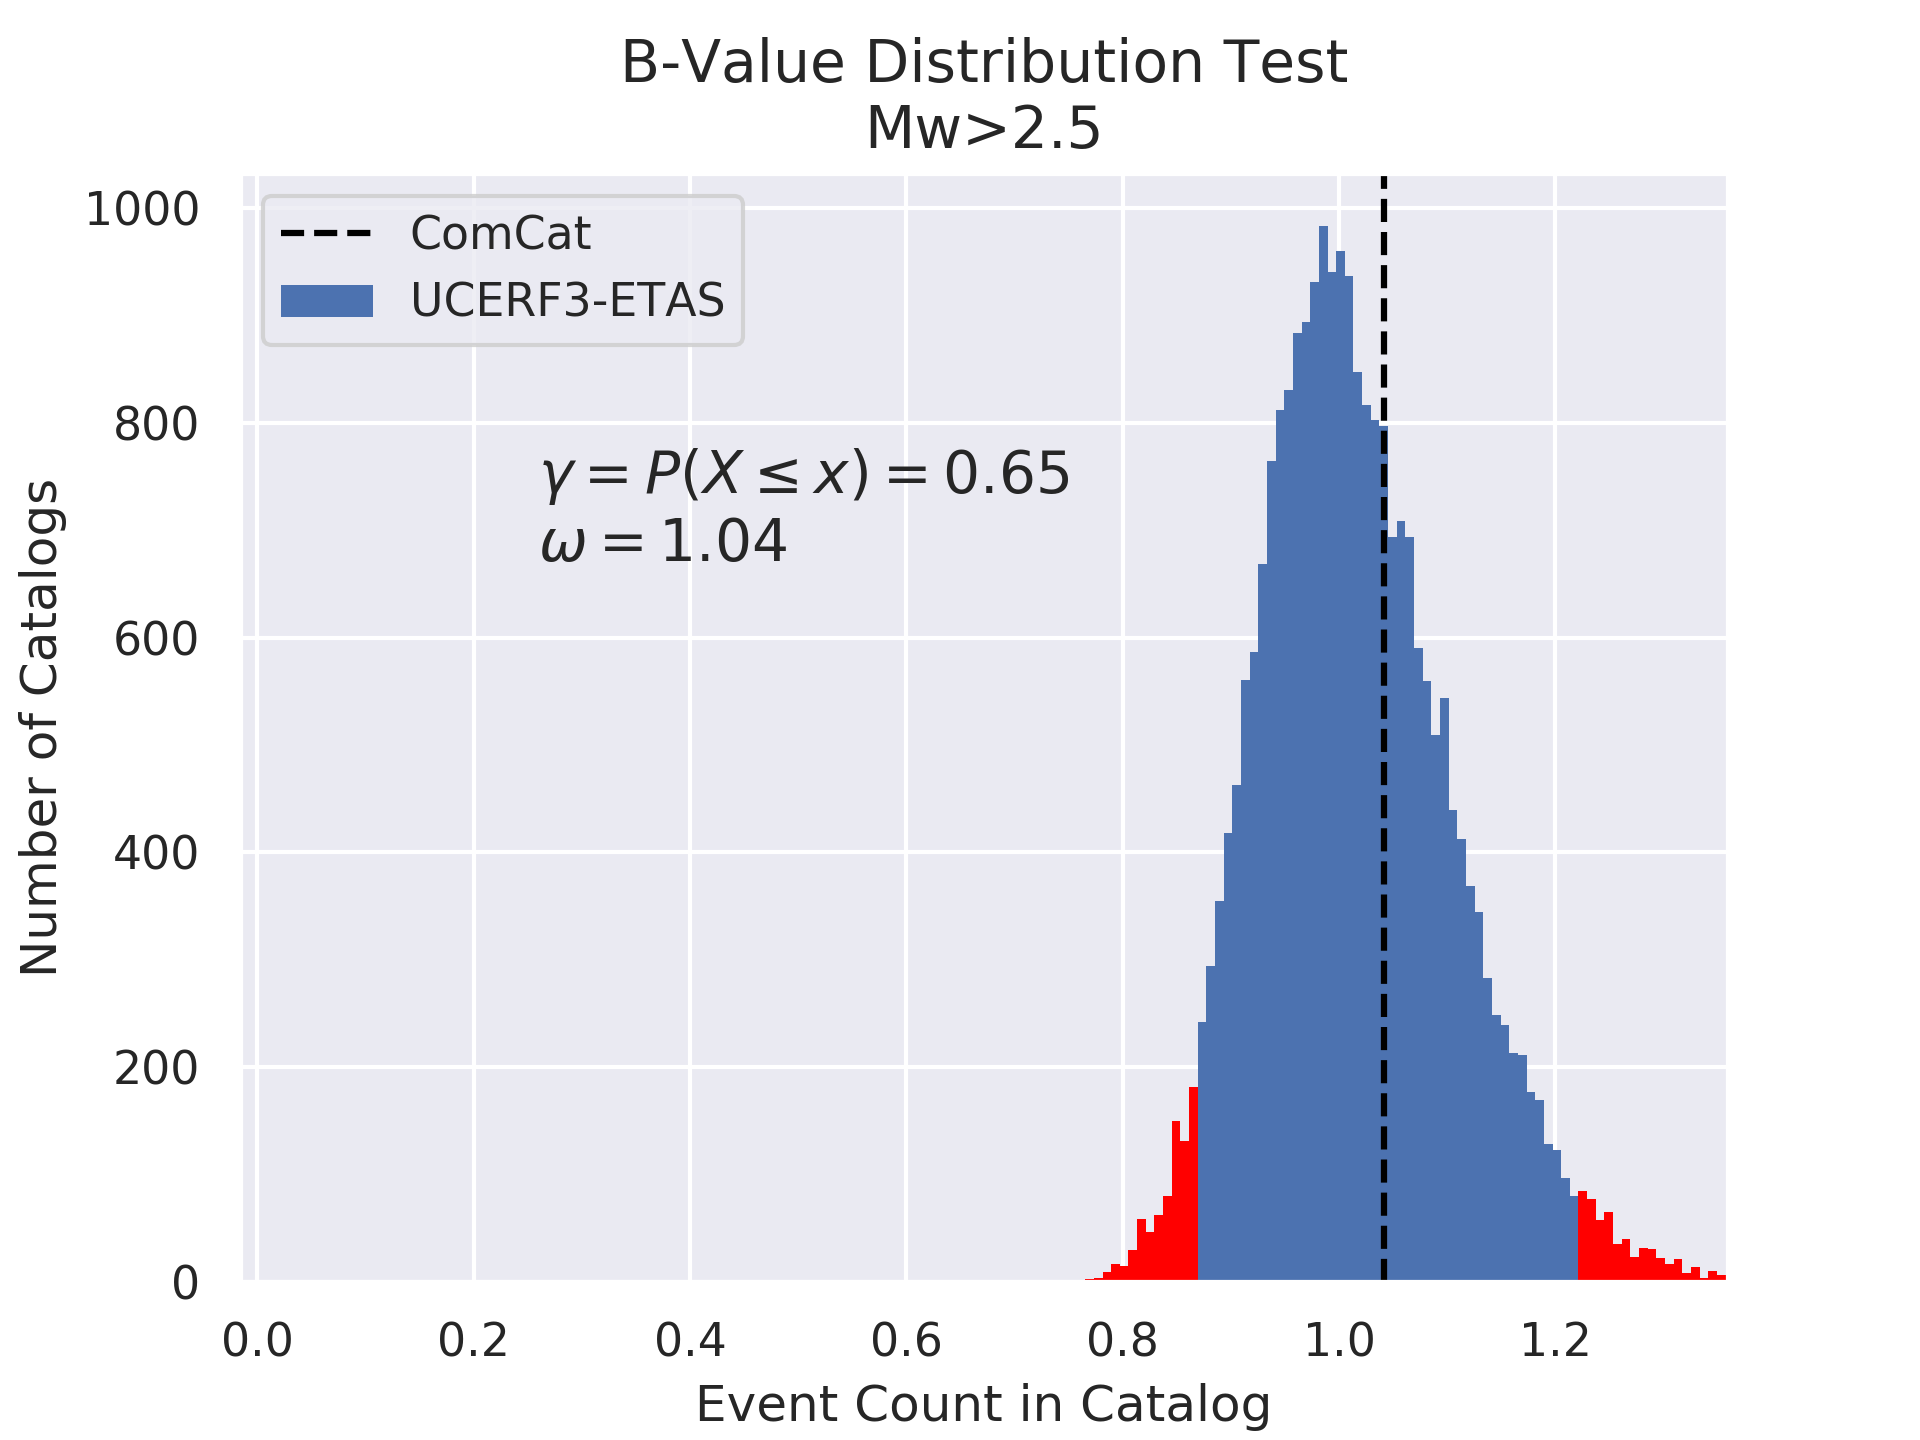 B-Value Distribution Test
Mw>2.5
ComCat
UCERF3-ETAS
γ = P(X ≤ x) = 0.65
ω = 1.04
Number of Catalogs
1000
800
600
400
200
0
0.0 0.2 0.4 0.6 0.8 1.0 1.2
Event Count in Catalog